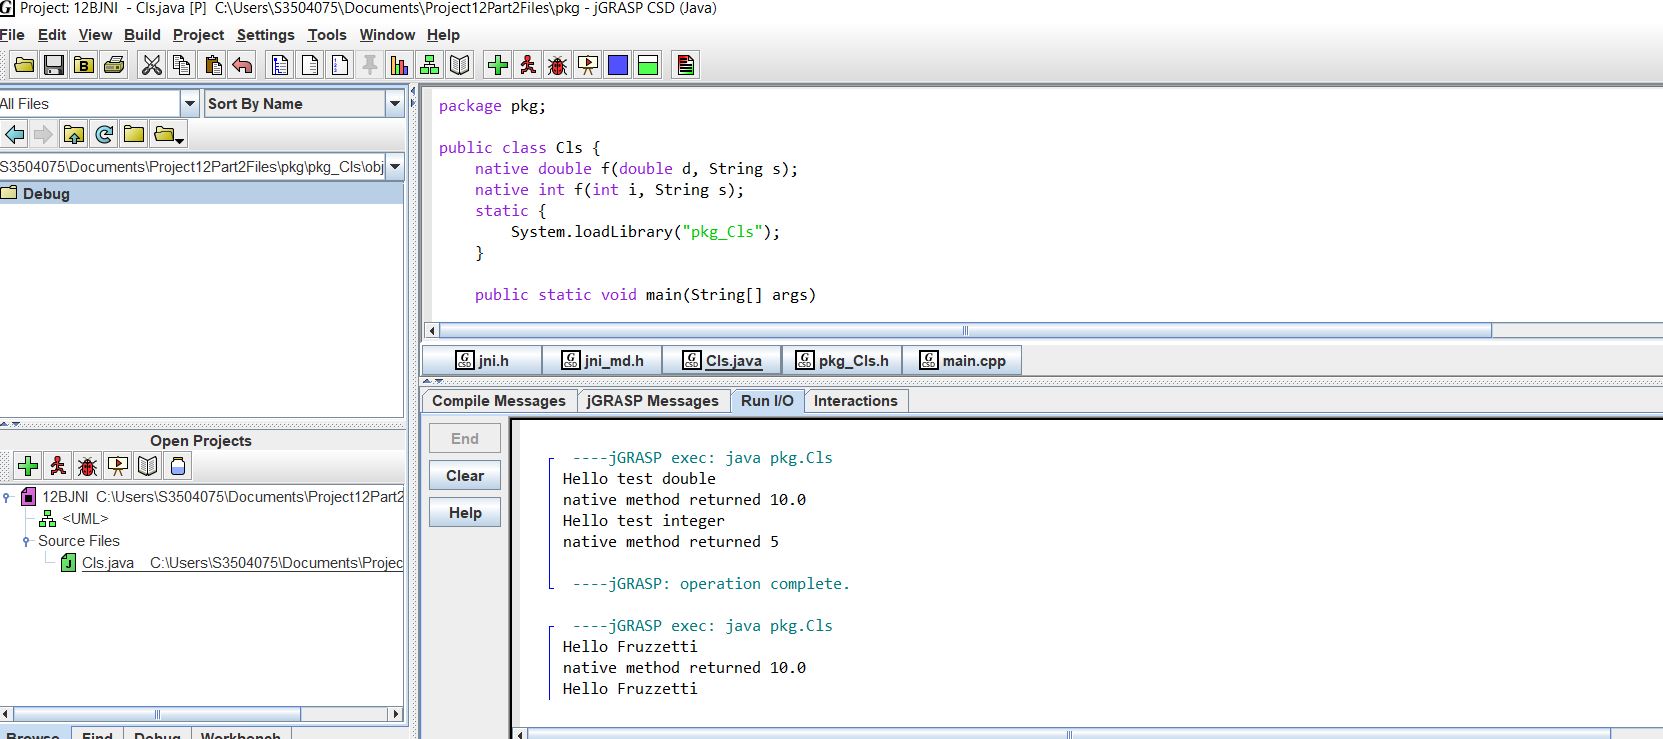 Project: 12BJNI - Cls.java [P] C:\Users\S3504075\Documents\Project12Part2Files\pkg - jGRASP CSD (Java)
File Edit View Build Project Settings Tools Window Help
All Files
Sort By Name
S3504075\Documents\Project12Part2Files\pkg\pkg_Cls\obj
Debug
package pkg;
public class Cls {
native double f(double d, String s);
native int f(int i, String s);
static {
System.loadLibrary("pkg_Cls");
}
public static void main(String[] args)
jni.h
jni_md.h
Cls.java
pkg_Cls.h
main.cpp
Open Projects
12BJNI C:\Users\S3504075\Documents\Project12Part2
<UML>
Source Files
Cls.java C:\Users\S3504075\Documents\Projec
Browse Find Debug Workbench
Compile Messages jGRASP Messages Run I/O Interactions
End
Clear
Help
----jGRASP exec: java pkg.Cls
Hello test double
native method returned 10.0
Hello test integer
native method returned 5
----jGRASP: operation complete.
----jGRASP exec: java pkg.Cls
Hello Fruzzetti
native method returned 10.0
Hello Fruzzetti